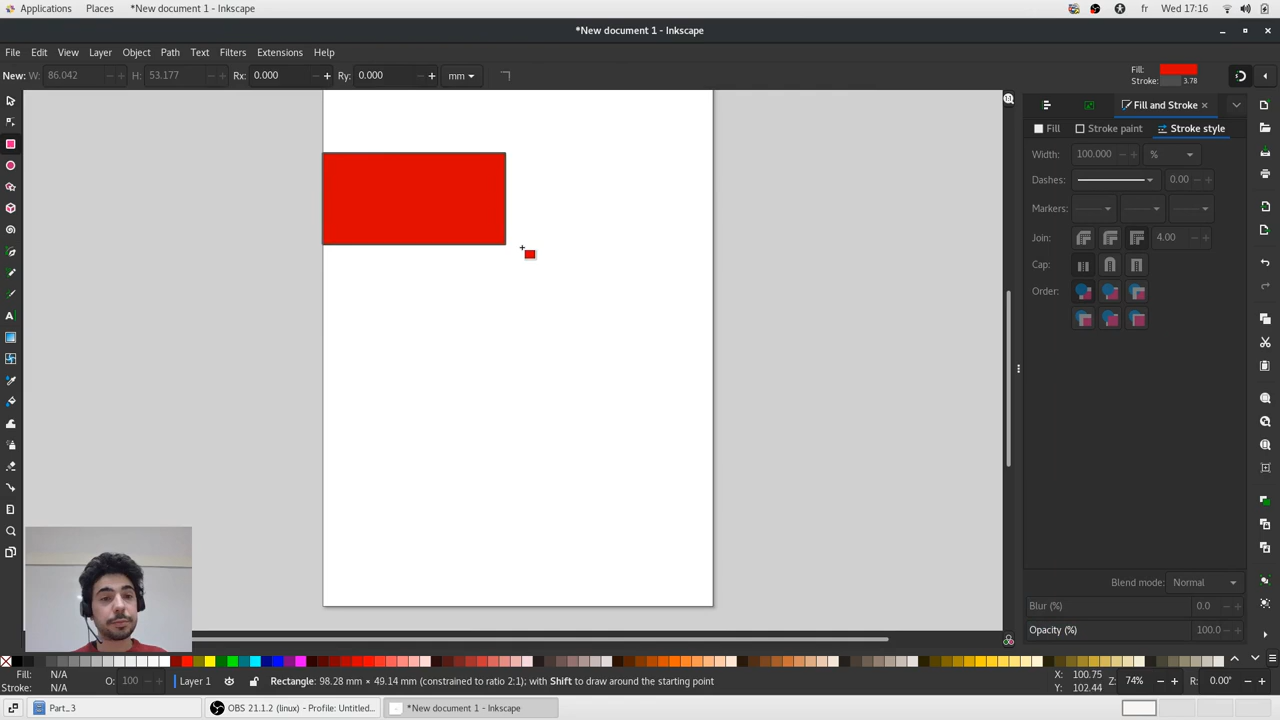 Applications Places *New document 1 - Inkscape fr Wed 17:16
*New document 1 - Inkscape
File Edit View Layer Object Path Text Filters Extensions Help
New: W: 86.042 H: 53.177 Rx: 0.000 Ry: 0.000 mm Fill: Stroke: 3.78
Fill and Stroke
Fill Stroke paint Stroke style
Width: 100.000 %
Dashes: 0.00
Markers:
Join: 4.00
Cap:
Order:
Blend mode: Normal
Blur (%) 0.0
Opacity (%) 100.0
Fill: N/A O: 100 Layer 1 Rectangle: 98.28 mm × 49.14 mm (constrained to ratio 2:1); with Shift to draw around the starting point X: 100.75 Z: 74% R: 0.00°
Stroke: N/A Y: 102.44
Part_3 OBS 21.1.2 (linux) - Profile: Untitled... *New document 1 - Inkscape